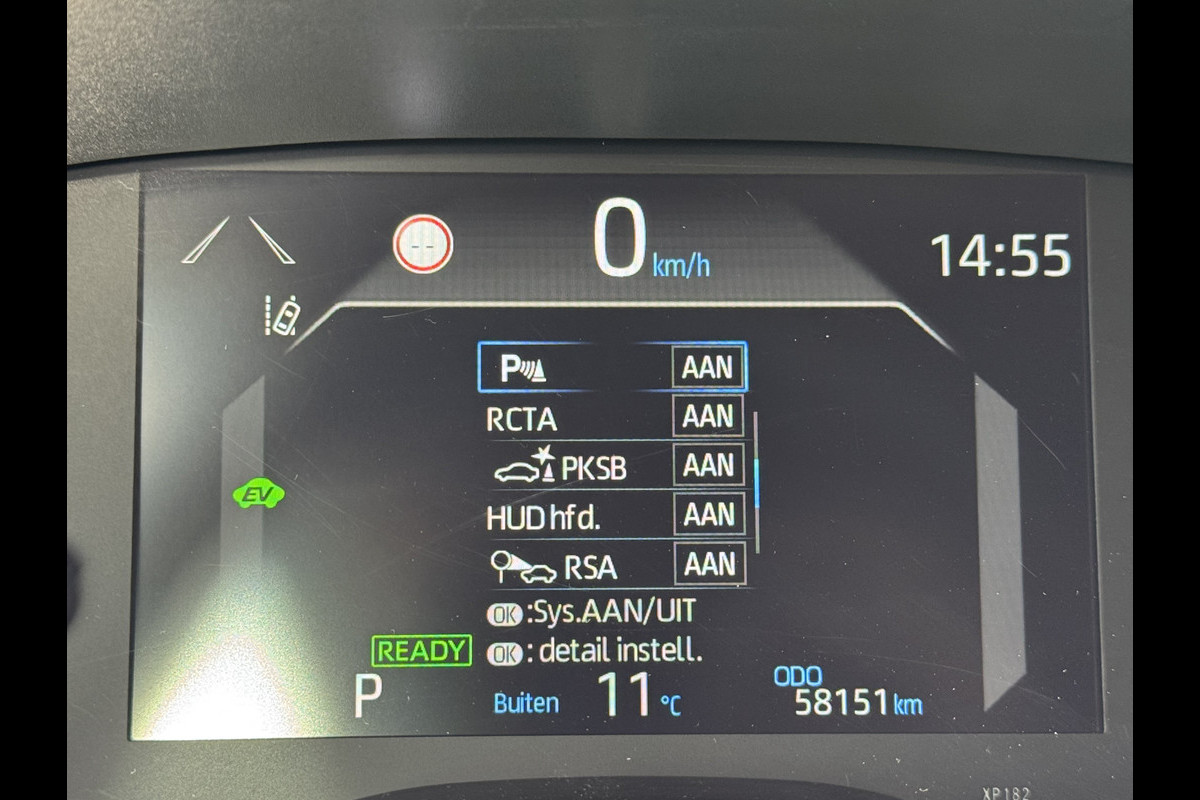 -- 0 km/h 14:55
P AAN
RCTA AAN
PKSB AAN
HUD hfd. AAN
EV
RSA AAN
OK :Sys.AAN/UIT
READY OK : detail instell.
P Buiten 11 °C ODO 58151 km
XP182